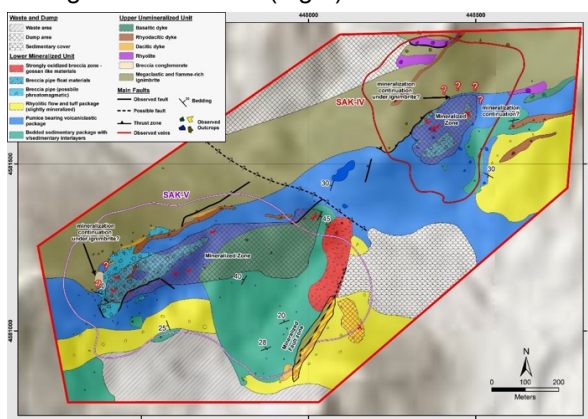 440000
Waste and Dump
Waste area
Dump area
Sedimentary cover
Lower Mineralized Unit
Strongly oxidized breccia zone -
gossan like materials
Breccia pipe float materials
Breccia pipe (possible
phreatomagmatic)
Rhyolitic flow and tuff package
(slightly mineralized)
Pumice bearing volcaniclastic
package
Bedded sedimentary package with
Upper Unmineralized Unit
Basaltic dyke
Rhyodacitic dyke
Dacitic dyke
Rhyolite
Breccia conglomerate
Megaclastic and fiamme-rich
ignimbrite
Main Faults
Observed fault
Possible fault
Thrust zone
Observed veins
Bedding
Observed
Outcrops
SAK-IV
mineralization
continuation
under ignimbrite?
? ? ? ?
mineralization
continuation?
Mineralized
Zone
30
30
SAK-V
mineralization
continuation
under ignimbrite?
45
Mineralized Zone
40
20
28
25
Mineralized
Fault Zone
N
0 100 200
Meters